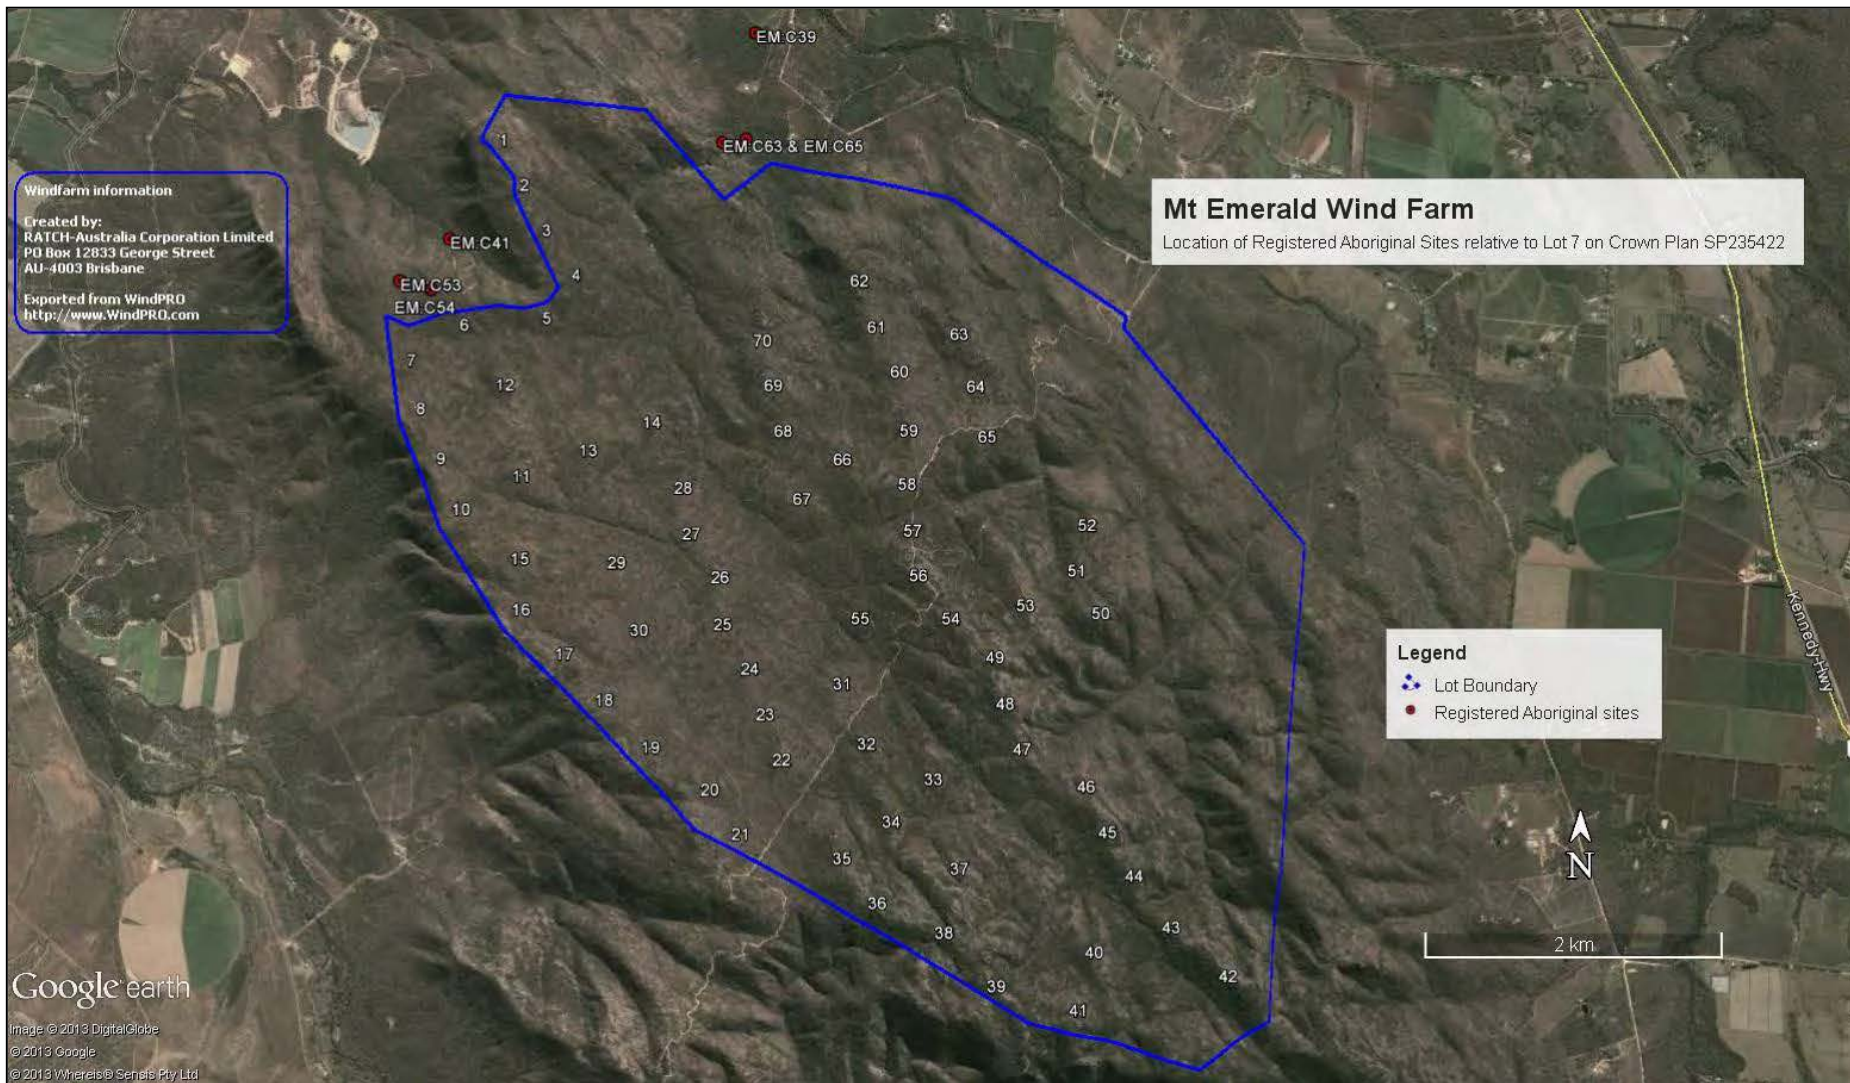 EM:C39
EM:C63 & EM:C65
Windfarm information
Created by:
RATCH-Australia Corporation Limited
PO Box 12833 George Street
AU-4003 Brisbane
Exported from WindPRO
http://www.WindPRO.com
EM:C41
EM:C53
EM:C54
Mt Emerald Wind Farm
Location of Registered Aboriginal Sites relative to Lot 7 on Crown Plan SP235422
1
2
3
4
5
6
7
8
9
10
11
12
13
14
15
16
17
18
19
20
21
22
23
24
25
26
27
28
29
30
31
32
33
34
35
36
37
38
39
40
41
42
43
44
45
46
47
48
49
50
51
52
53
54
55
56
57
58
59
60
61
62
63
64
65
66
67
68
69
70
Kennedy Hwy
Legend
Lot Boundary
Registered Aboriginal sites
N
2 km
Google earth
Image © 2013 DigitalGlobe
© 2013 Google
© 2013 Whereis® Sensis Pty Ltd